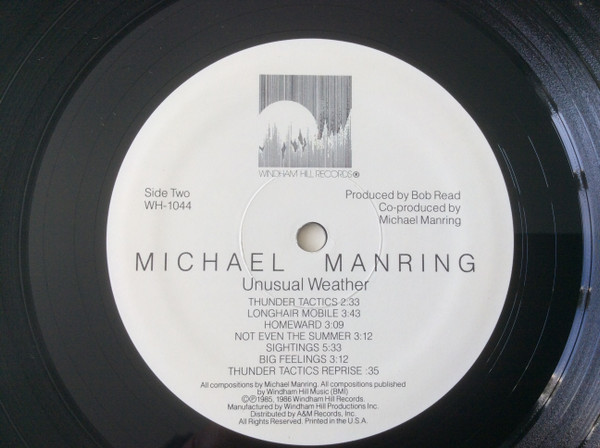 WINDHAM HILL RECORDS®
Side Two
WH-1044
Produced by Bob Read
Co-produced by
Michael Manring
MICHAEL MANRING
Unusual Weather
THUNDER TACTICS 2:33
LONGHAIR MOBILE 3:43
HOMEWARD 3:09
NOT EVEN THE SUMMER 3:12
SIGHTINGS 5:33
BIG FEELINGS 3:12
THUNDER TACTICS REPRISE :35
All compositions by Michael Manring. All compositions published
by Windham Hill Music (BMI)
©℗1985, 1986 Windham Hill Records.
Manufactured by Windham Hill Productions Inc.
Distributed by A&M Records, Inc.
All Rights Reserved. Printed in the U.S.A.